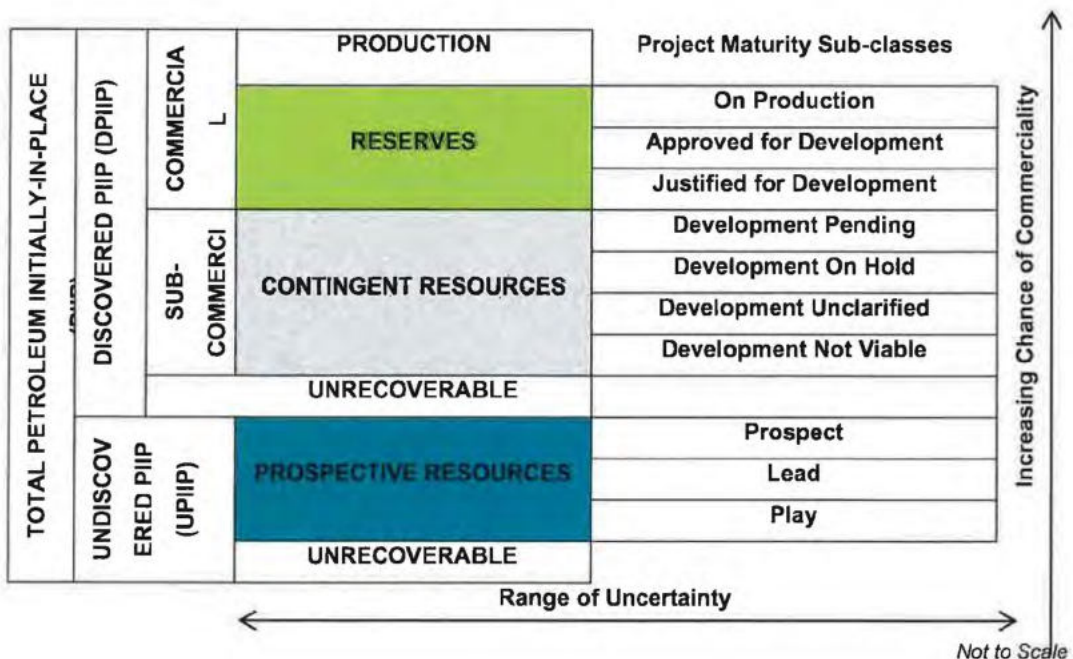 PRODUCTION
Project Maturity Sub-classes
TOTAL PETROLEUM INITIALLY-IN-PLACE
DISCOVERED PIIP (DPIIP)
COMMERCIA
L
RESERVES
On Production
Approved for Development
Justified for Development
SUB-
COMMERCI
CONTINGENT RESOURCES
Development Pending
Development On Hold
Development Unclarified
Development Not Viable
UNRECOVERABLE
UNDISCOV
ERED PIIP
(UPIIP)
PROSPECTIVE RESOURCES
Prospect
Lead
Play
UNRECOVERABLE
Increasing Chance of Commerciality
Range of Uncertainty
Not to Scale